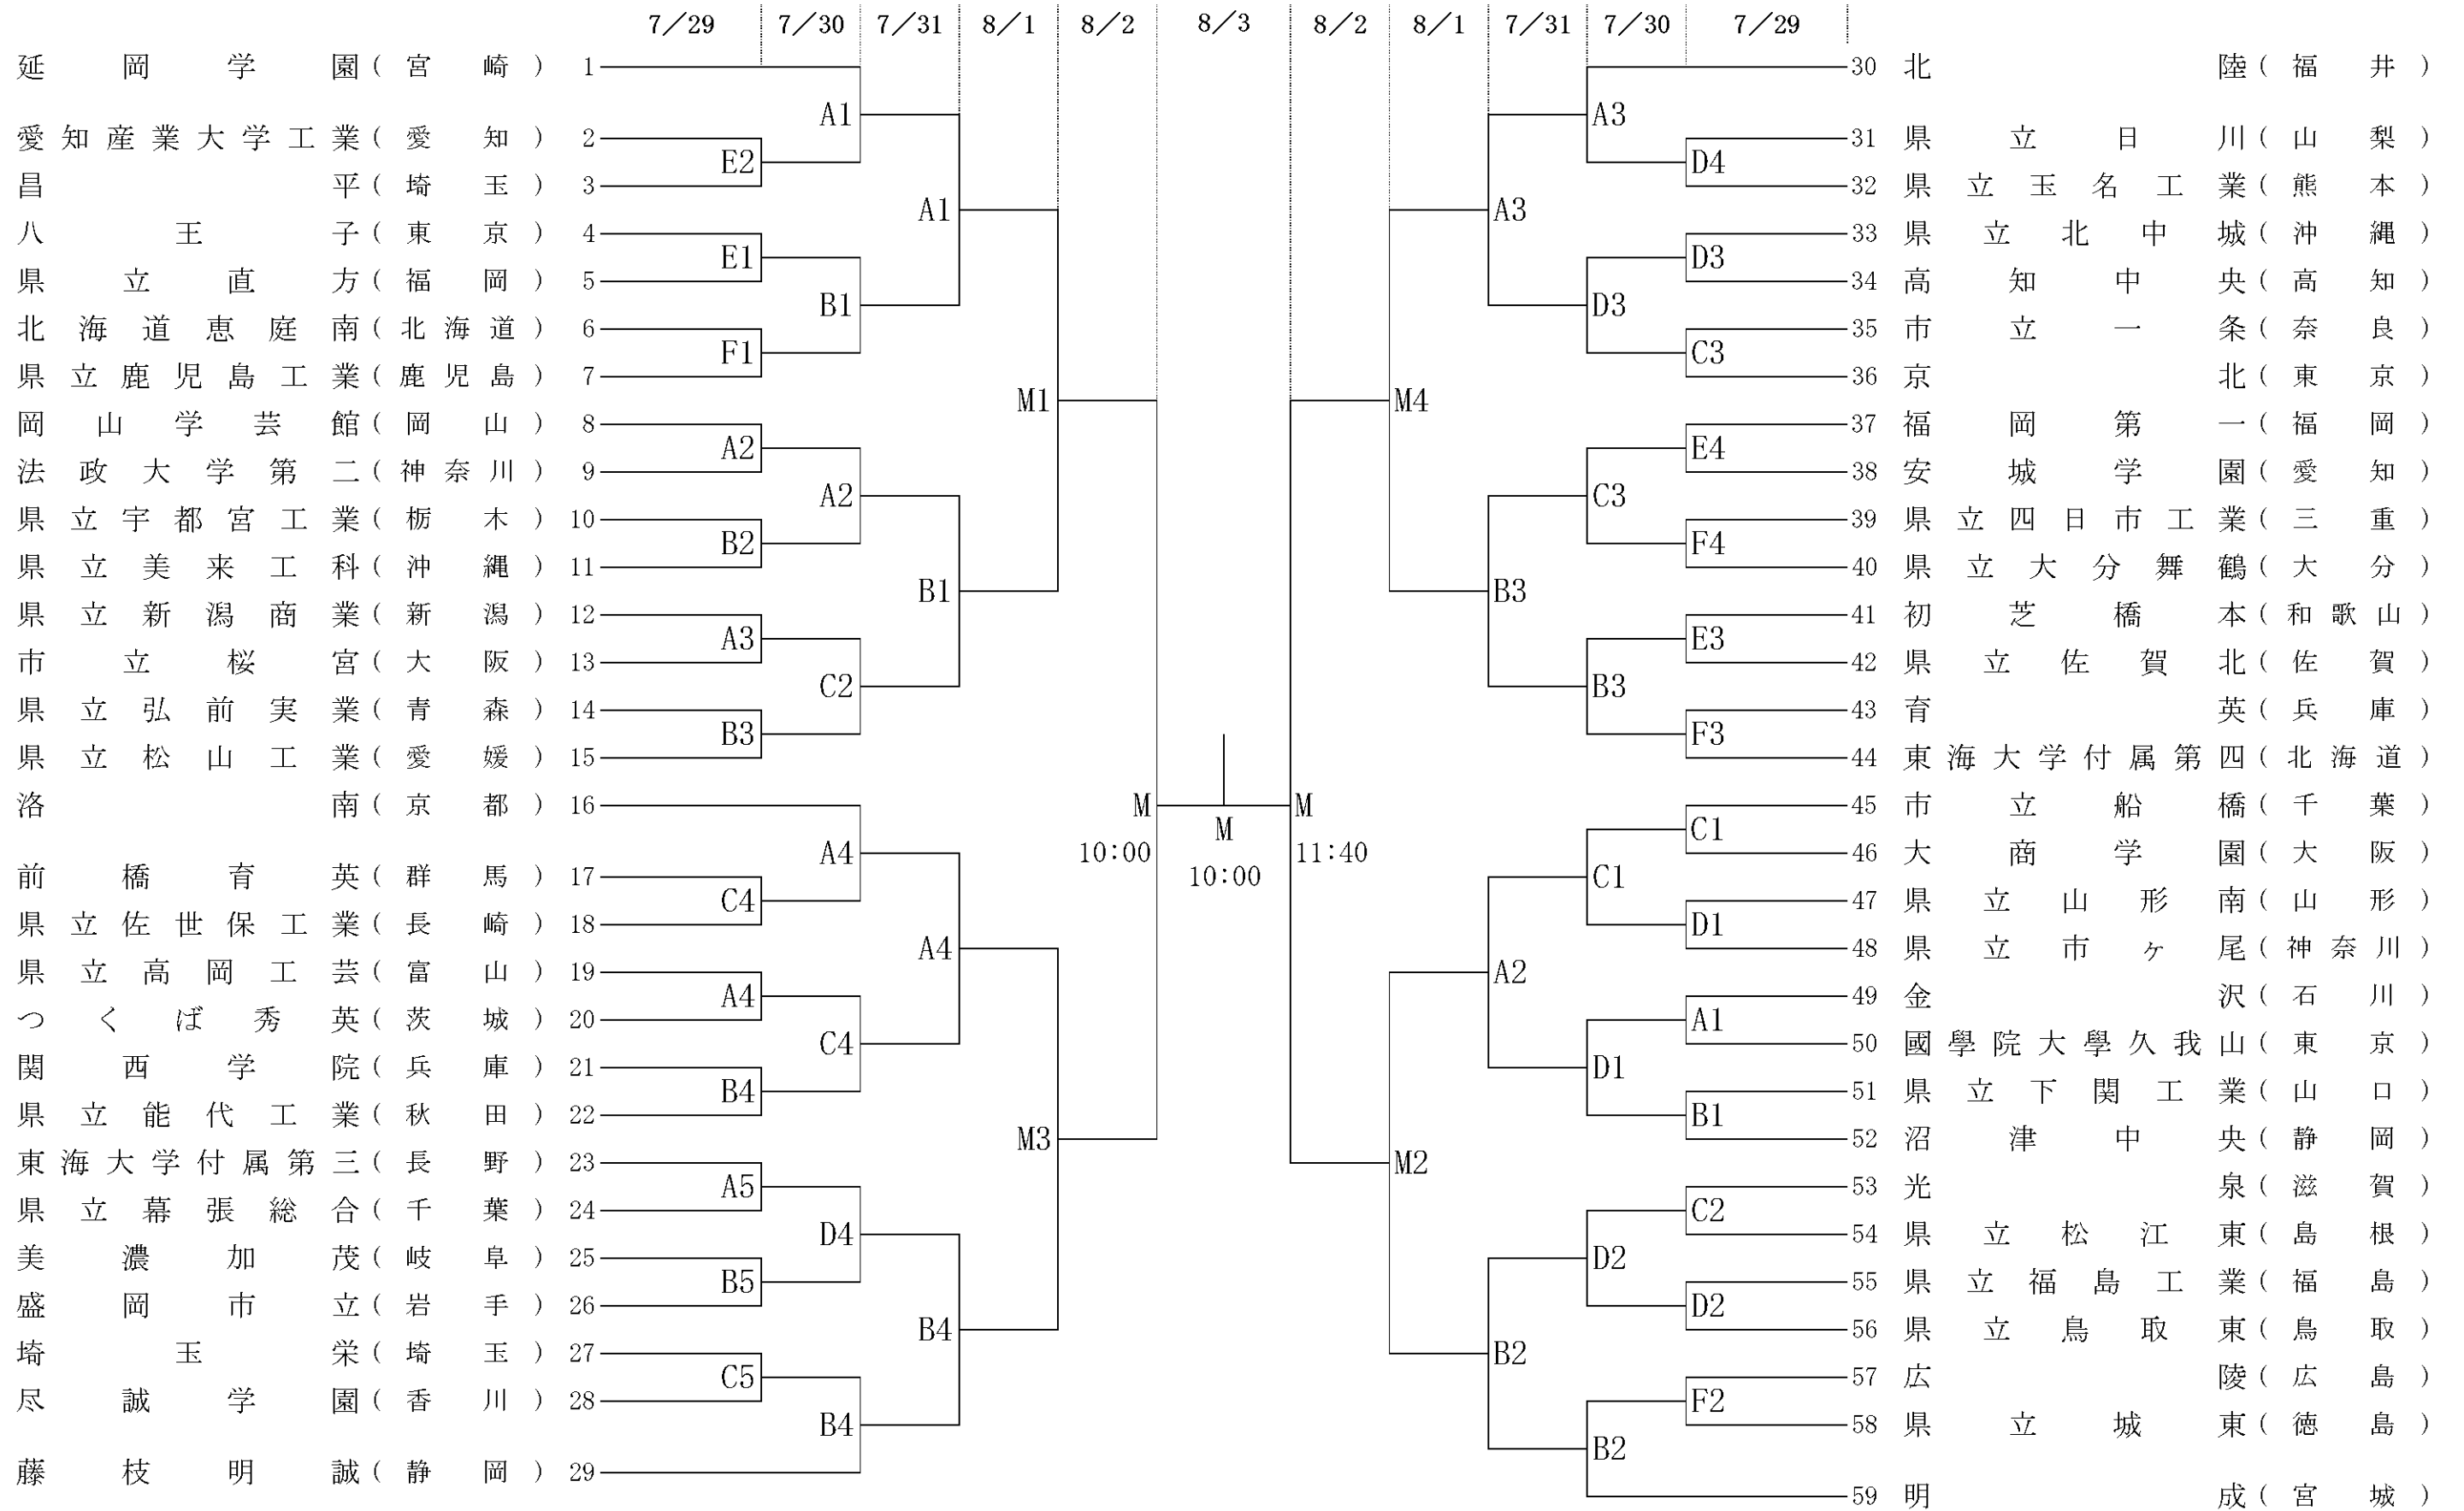 7／29 7／30 7／31 8／1 8／2 8／3 8／2 8／1 7／31 7／30 7／29
延岡学園(宮崎) 1
愛知産業大学工業(愛知) 2
昌平(埼玉) 3
八王子(東京) 4
県立直方(福岡) 5
北海道恵庭南(北海道) 6
県立鹿児島工業(鹿児島) 7
岡山学芸館(岡山) 8
法政大学第二(神奈川) 9
県立宇都宮工業(栃木) 10
県立美来工科(沖縄) 11
県立新潟商業(新潟) 12
市立桜宮(大阪) 13
県立弘前実業(青森) 14
県立松山工業(愛媛) 15
洛南(京都) 16
前橋育英(群馬) 17
県立佐世保工業(長崎) 18
県立高岡工芸(富山) 19
つくば秀英(茨城) 20
関西学院(兵庫) 21
県立能代工業(秋田) 22
東海大学付属第三(長野) 23
県立幕張総合(千葉) 24
美濃加茂(岐阜) 25
盛岡市立(岩手) 26
埼玉栄(埼玉) 27
尽誠学園(香川) 28
藤枝明誠(静岡) 29
E2
E1
F1
A2
B2
A3
B3
C4
A4
B4
A5
B5
C5
A1
B1
A2
C2
A4
C4
D4
B4
A1
B1
A4
B4
M1
M3
M
10:00
M
10:00
M
11:40
M4
M2
A3
B3
A2
B2
A3
D3
C3
B3
C1
D1
D2
B2
D4
D3
C3
E4
F4
E3
F3
C1
D1
A1
B1
C2
D2
F2
30 北陸(福井)
31 県立日川(山梨)
32 県立玉名工業(熊本)
33 県立北中城(沖縄)
34 高知中央(高知)
35 市立一条(奈良)
36 京北(東京)
37 福岡第一(福岡)
38 安城学園(愛知)
39 県立四日市工業(三重)
40 県立大分舞鶴(大分)
41 初芝橋本(和歌山)
42 県立佐賀北(佐賀)
43 育英(兵庫)
44 東海大学付属第四(北海道)
45 市立船橋(千葉)
46 大商学園(大阪)
47 県立山形南(山形)
48 県立市ヶ尾(神奈川)
49 金沢(石川)
50 國學院大學久我山(東京)
51 県立下関工業(山口)
52 沼津中央(静岡)
53 光泉(滋賀)
54 県立松江東(島根)
55 県立福島工業(福島)
56 県立鳥取東(鳥取)
57 広陵(広島)
58 県立城東(徳島)
59 明成(宮城)